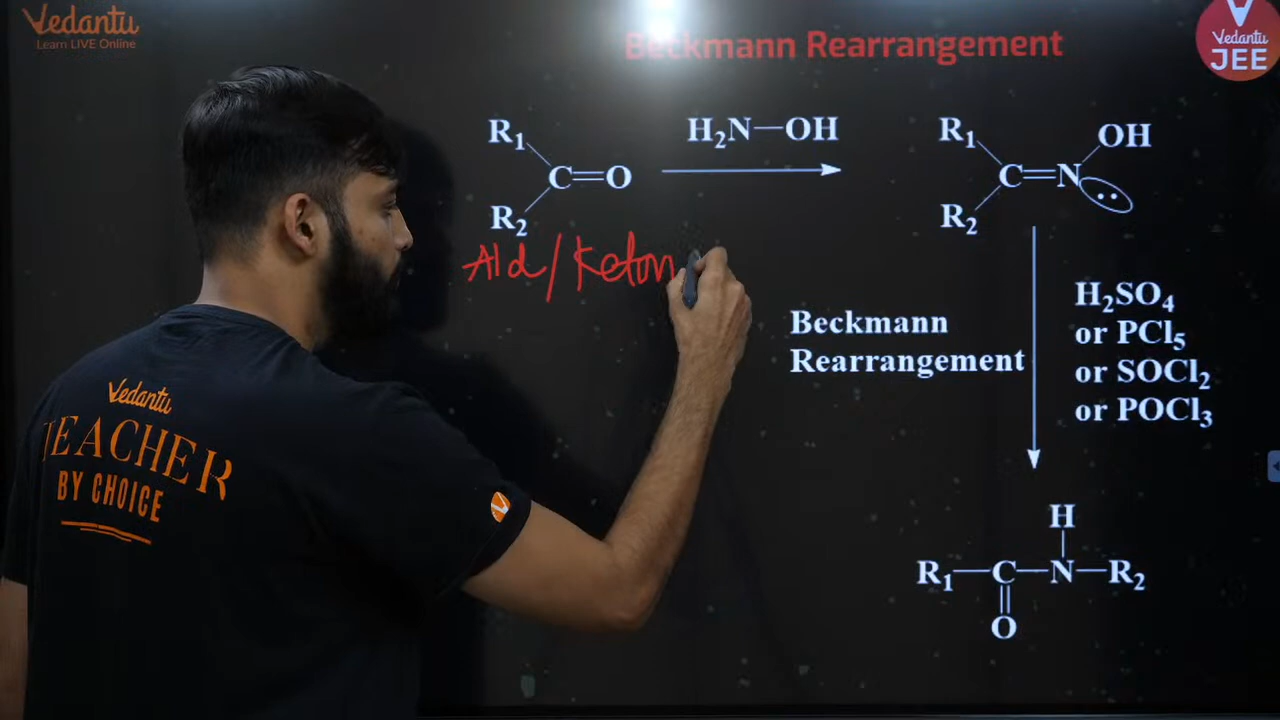 Vedantu
Learn LIVE Online
Beckmann Rearrangement
Vedantu
JEE
R₁
C=O
R₂
H₂N—OH
R₁
OH
C=N
R₂
Ald/Keton
Beckmann
Rearrangement
H₂SO₄
or PCl₅
or SOCl₂
or POCl₃
H
R₁—C—N—R₂
O
Vedantu
TEACHER
BY CHOICE